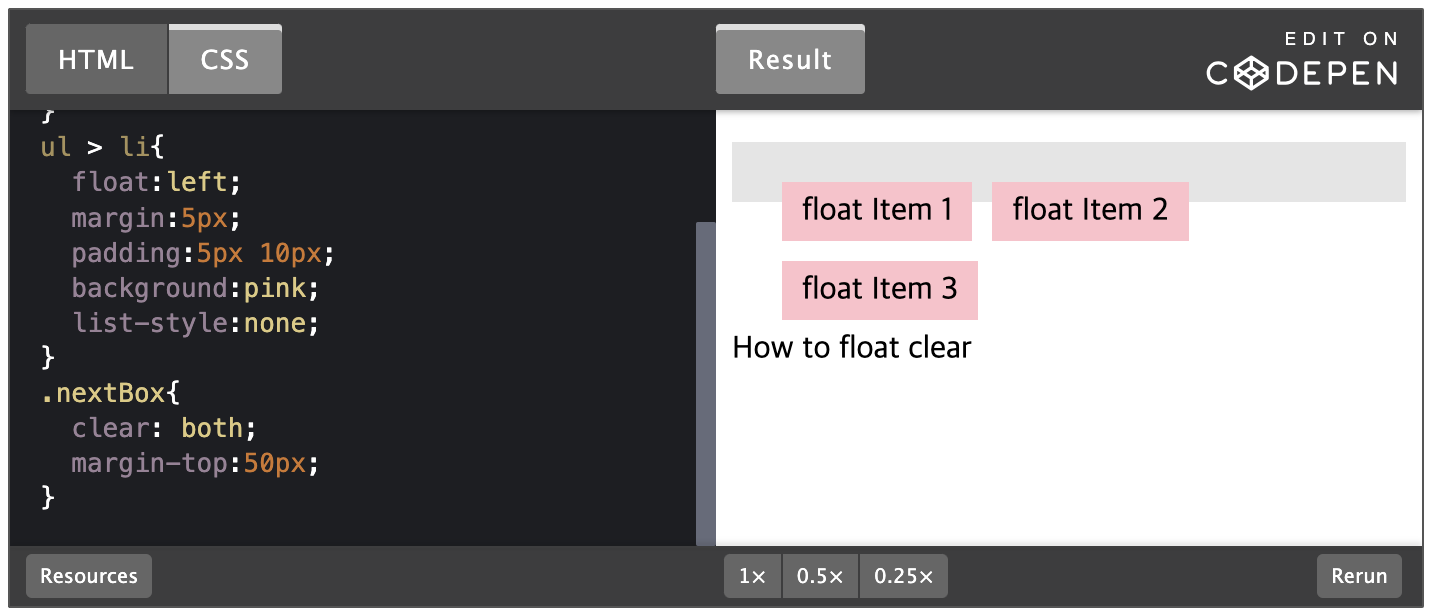 HTML
CSS
Result
EDIT ON
CODEPEN
}
ul > li{
  float:left;
  margin:5px;
  padding:5px 10px;
  background:pink;
  list-style:none;
}
.nextBox{
  clear: both;
  margin-top:50px;
}
float Item 1
float Item 2
float Item 3
How to float clear
Resources
1×
0.5×
0.25×
Rerun